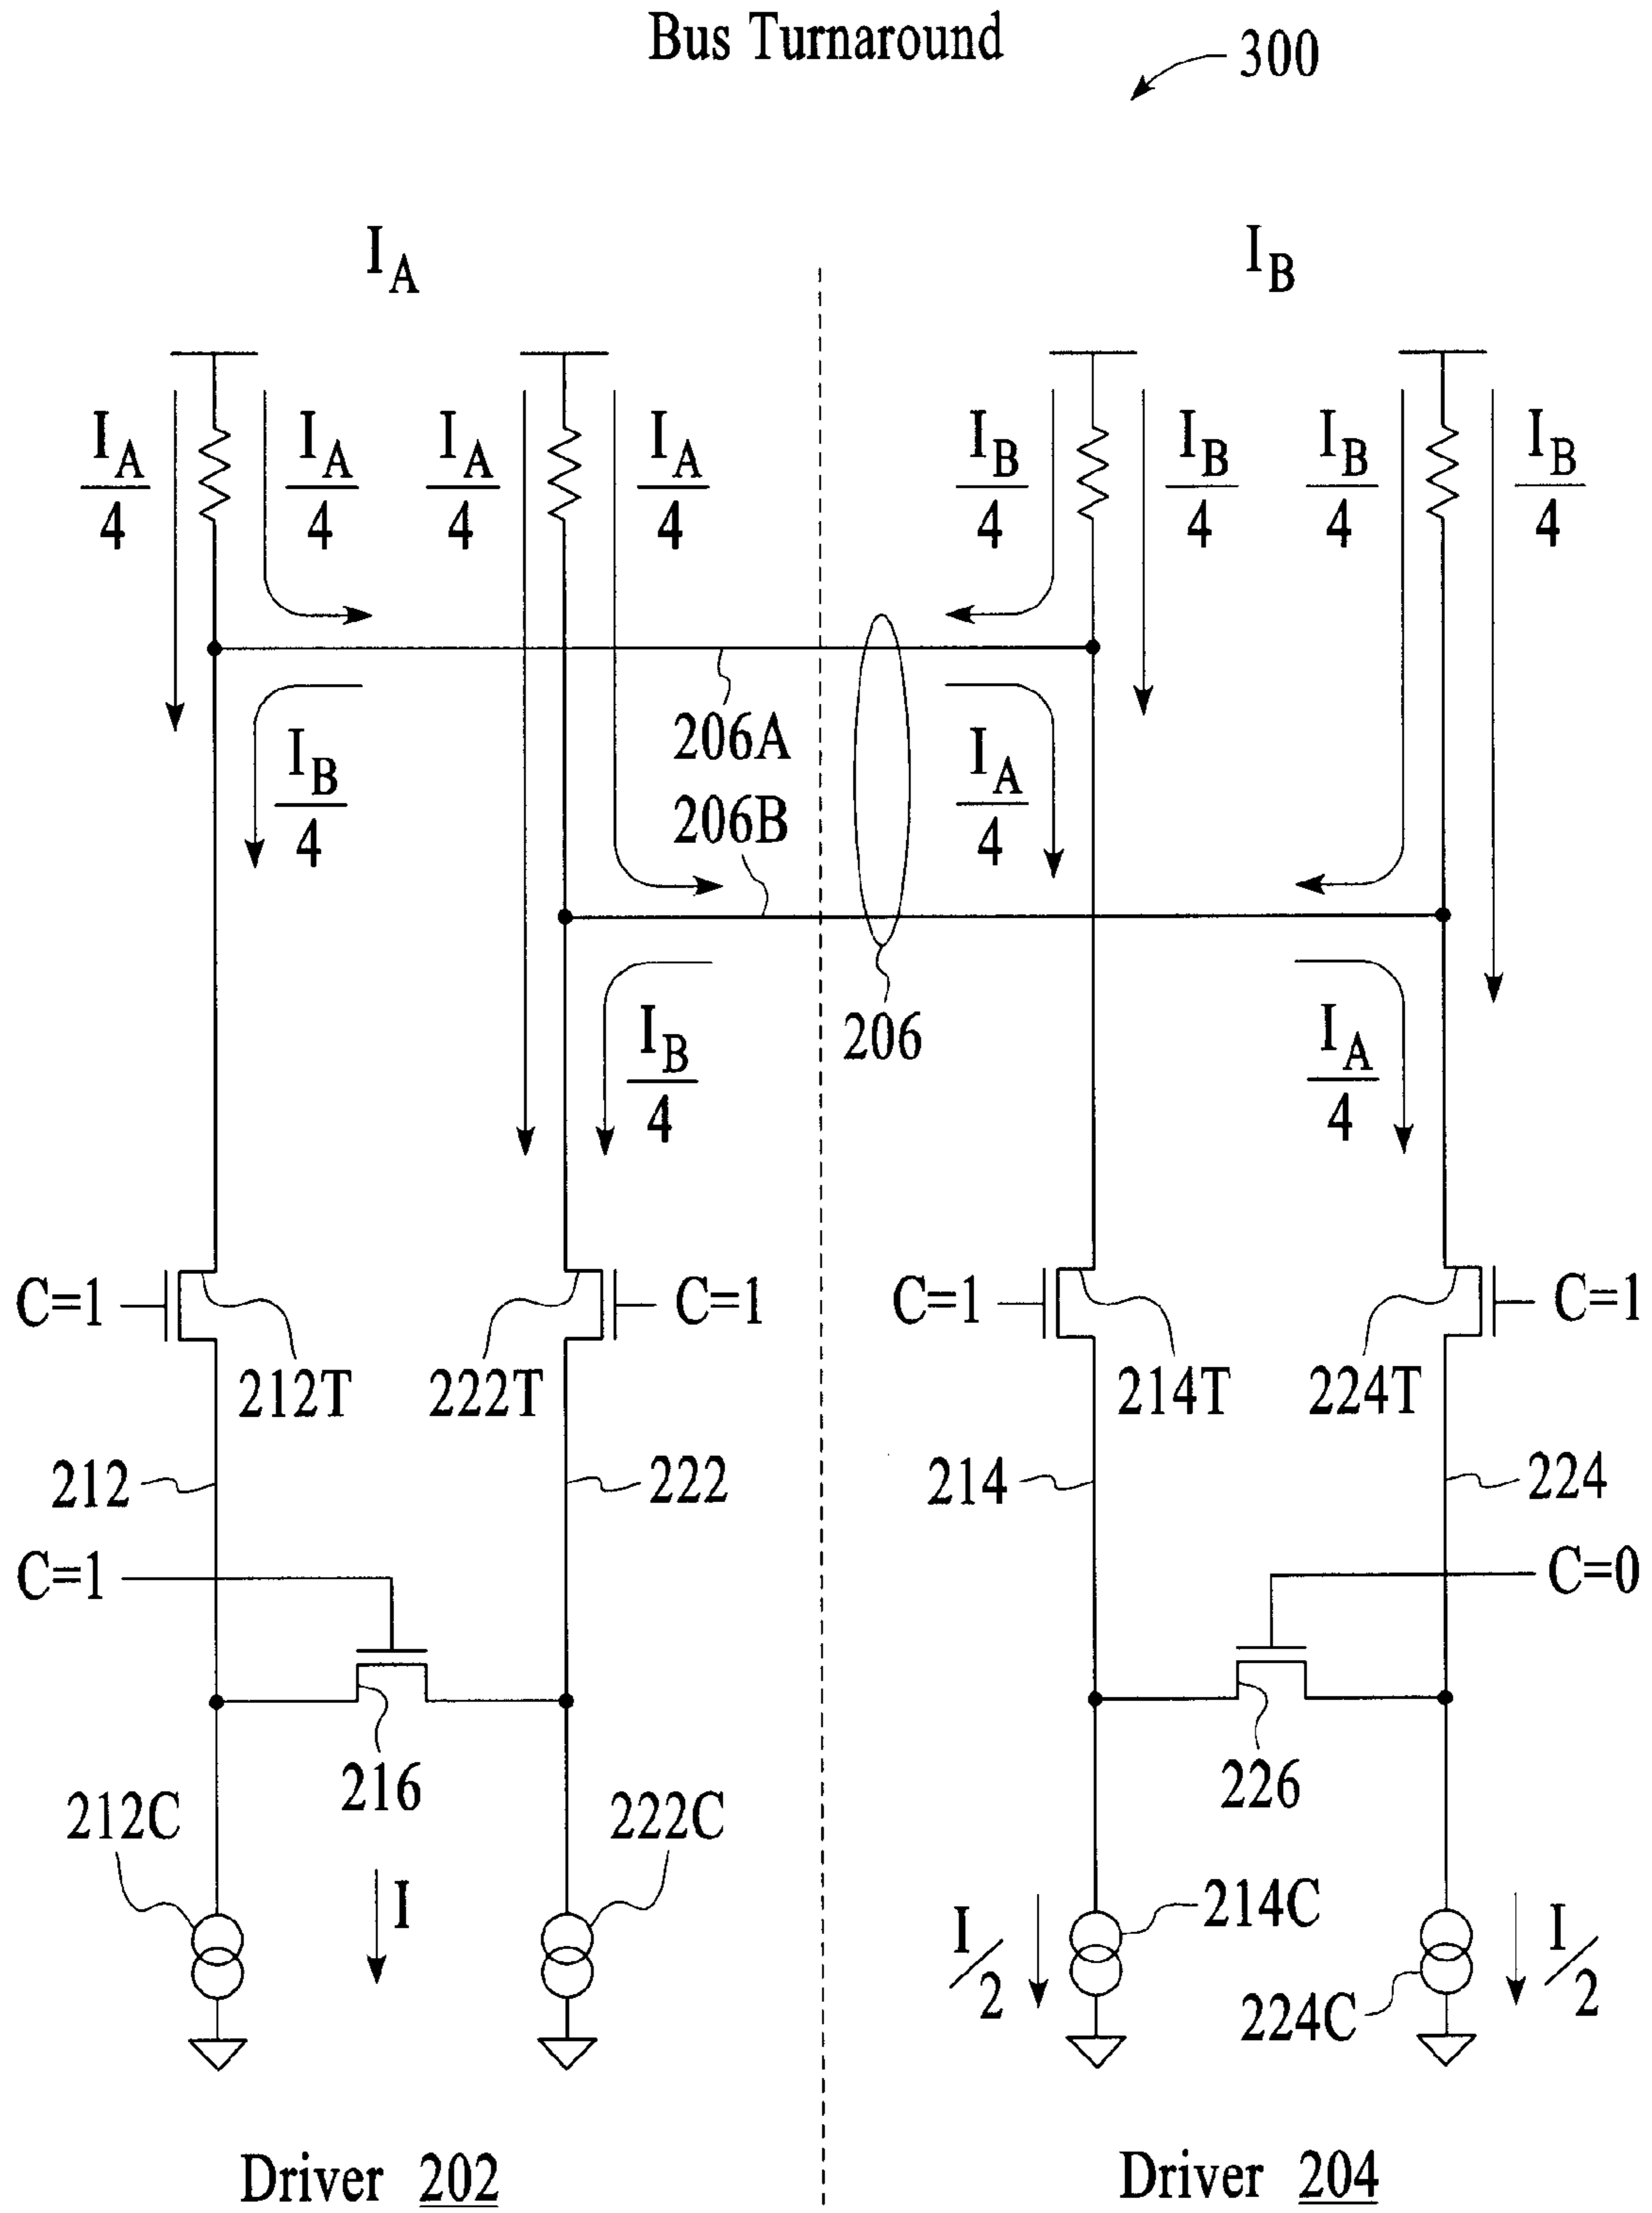 Bus Turnaround
300
I_A
I_B
I_A/4 I_A/4 I_A/4 I_A/4 I_B/4 I_B/4 I_B/4 I_B/4
206A
I_B/4
I_A/4
206B
206
I_B/4
I_A/4
C=1 C=1 C=1 C=1
212T 222T 214T 224T
212 222 214 224
C=1 C=0
216 226
212C 222C
I
214C
I/2 I/2
224C
Driver 202 Driver 204